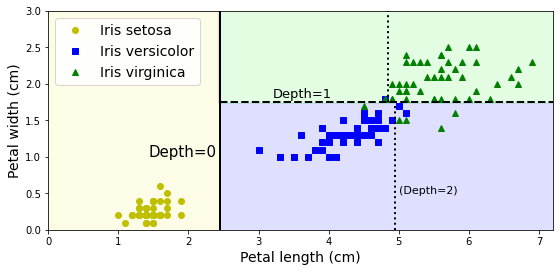 3.0
2.5
2.0
1.5
1.0
0.5
0.0
Petal width (cm)
Iris setosa
Iris versicolor
Iris virginica
Depth=1
Depth=0
(Depth=2)
0 1 2 3 4 5 6 7
Petal length (cm)